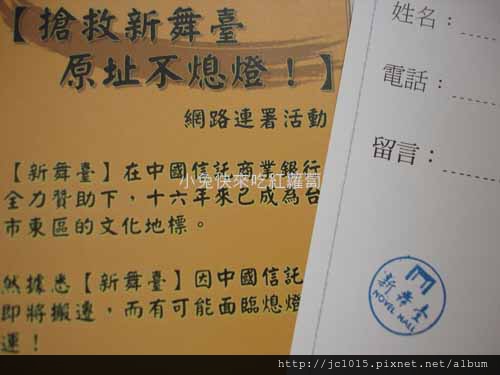 【搶救新舞臺
原址不熄燈！】
網路連署活動
【新舞臺】在中國信託商業銀行
全力贊助下，十六年來已成為台
市東區的文化地標。
然據悉【新舞臺】因中國信託
即將搬遷，而有可能面臨熄燈
運！
姓名：
電話：
留言：
新舞臺
NOVEL HALL
小兔快來吃紅蘿蔔
http://jc1015.pixnet.net/album